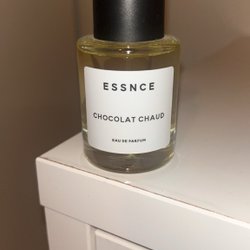 ESSNCE
CHOCOLAT CHAUD
EAU DE PARFUM